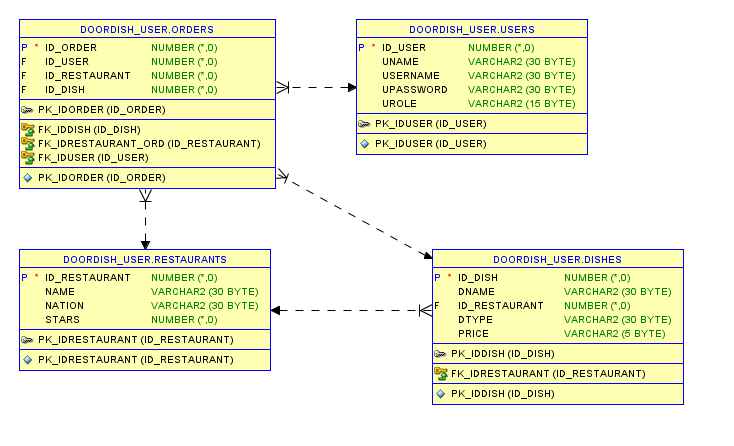 DOORDISH_USER.ORDERS
P * ID_ORDER NUMBER (*,0)
F ID_USER NUMBER (*,0)
F ID_RESTAURANT NUMBER (*,0)
F ID_DISH NUMBER (*,0)
PK_IDORDER (ID_ORDER)
FK_IDDISH (ID_DISH)
FK_IDRESTAURANT_ORD (ID_RESTAURANT)
FK_IDUSER (ID_USER)
PK_IDORDER (ID_ORDER)
DOORDISH_USER.USERS
P * ID_USER NUMBER (*,0)
UNAME VARCHAR2 (30 BYTE)
USERNAME VARCHAR2 (30 BYTE)
UPASSWORD VARCHAR2 (30 BYTE)
UROLE VARCHAR2 (15 BYTE)
PK_IDUSER (ID_USER)
PK_IDUSER (ID_USER)
DOORDISH_USER.RESTAURANTS
P * ID_RESTAURANT NUMBER (*,0)
NAME VARCHAR2 (30 BYTE)
NATION VARCHAR2 (30 BYTE)
STARS NUMBER (*,0)
PK_IDRESTAURANT (ID_RESTAURANT)
PK_IDRESTAURANT (ID_RESTAURANT)
DOORDISH_USER.DISHES
P * ID_DISH NUMBER (*,0)
DNAME VARCHAR2 (30 BYTE)
F ID_RESTAURANT NUMBER (*,0)
DTYPE VARCHAR2 (30 BYTE)
PRICE VARCHAR2 (5 BYTE)
PK_IDDISH (ID_DISH)
FK_IDRESTAURANT (ID_RESTAURANT)
PK_IDDISH (ID_DISH)